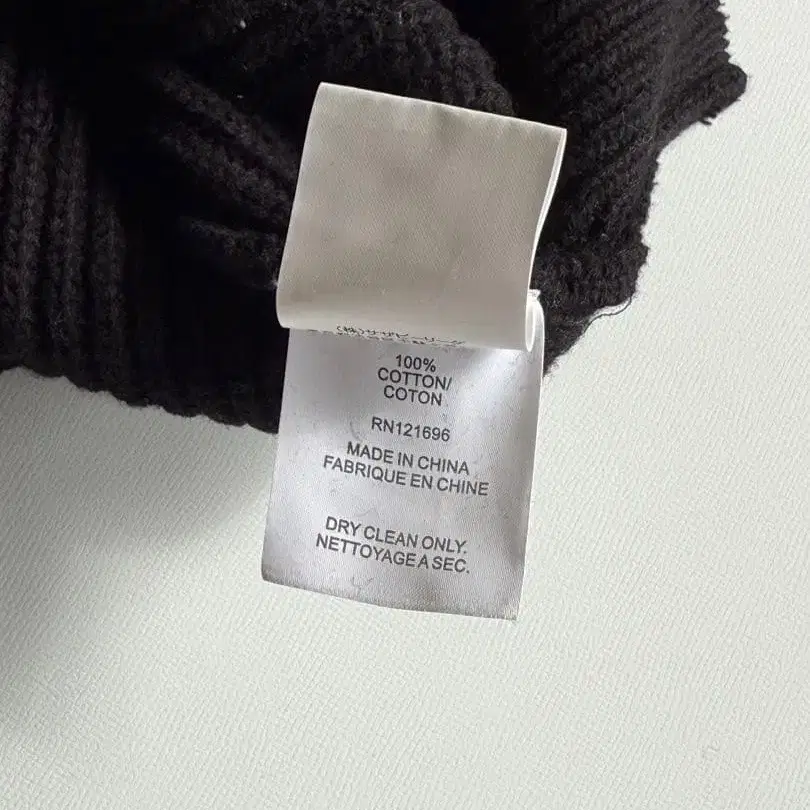 100%
COTTON/
COTON
RN121696
MADE IN CHINA
FABRIQUE EN CHINE
DRY CLEAN ONLY.
NETTOYAGE A SEC.